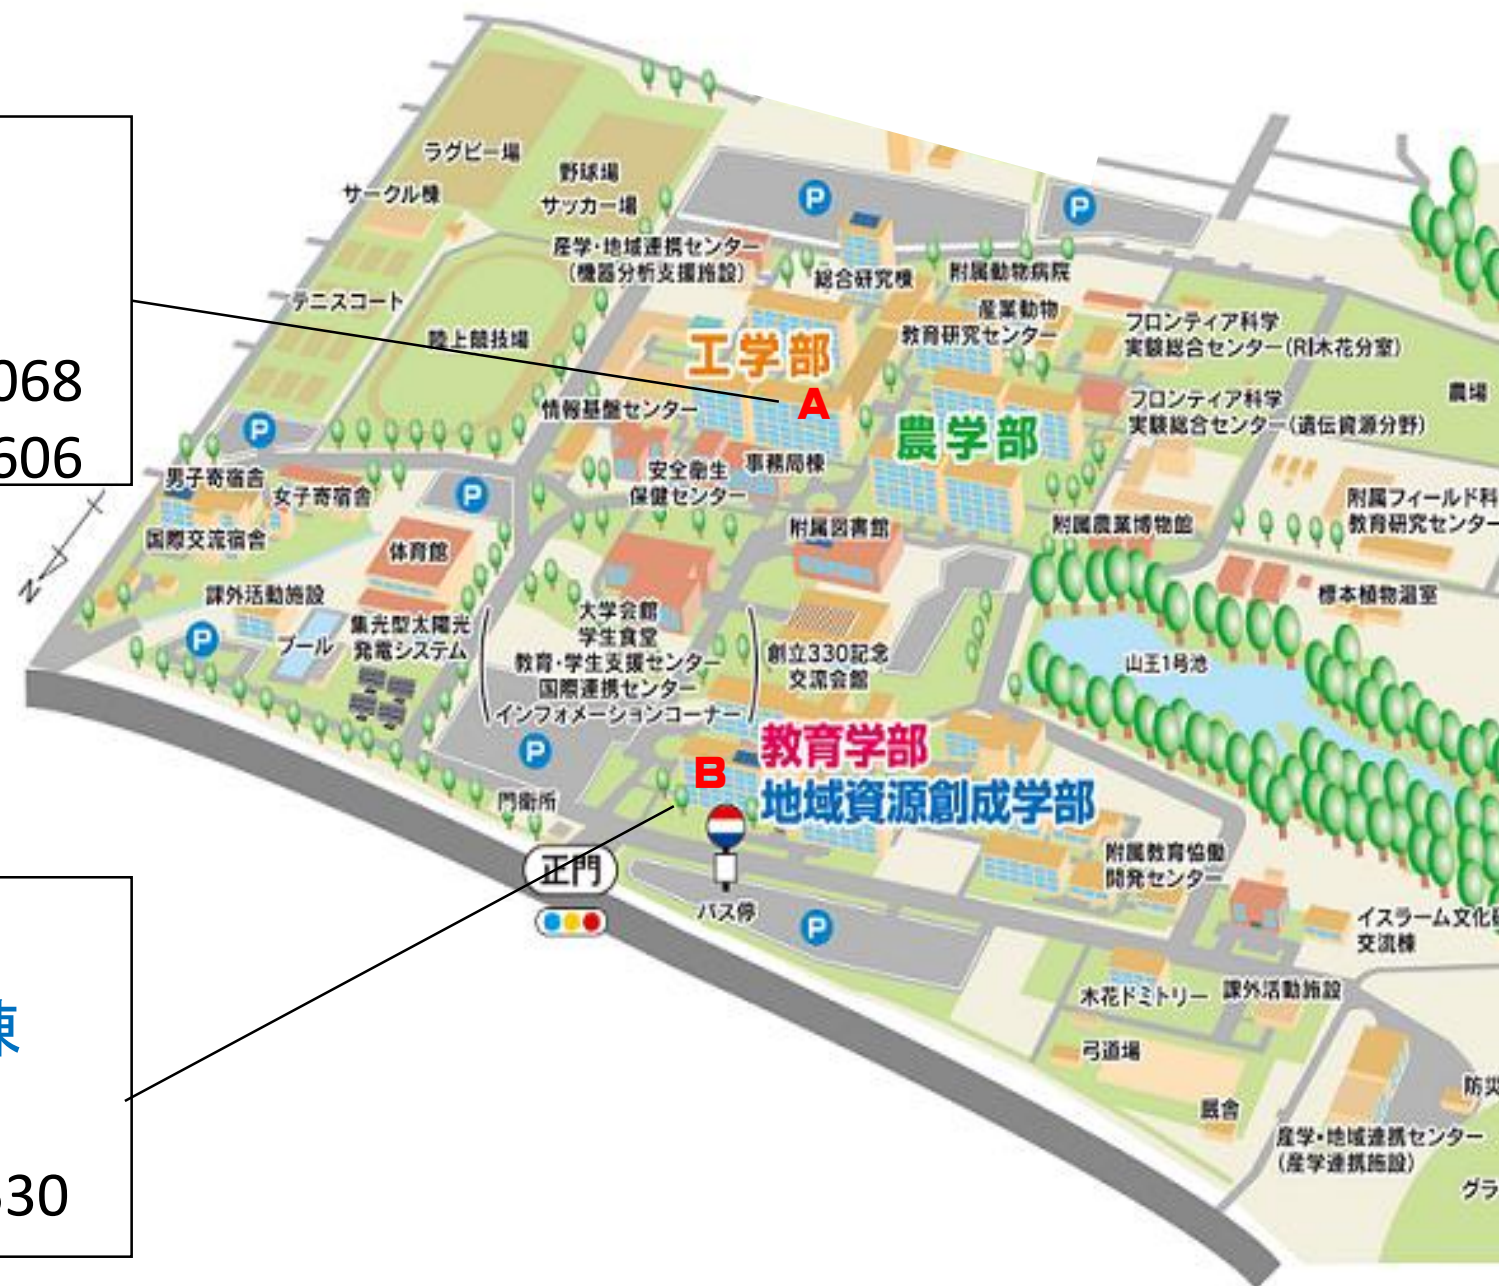 ラグビー場
サークル棟
野球場
サッカー場
P
P
産学・地域連携センター
(機器分析支援施設)
総合研究棟
附属動物病院
テニスコート
陸上競技場
産業動物
教育研究センター
フロンティア科学
実験総合センター(RI木花分室)
工学部
068
A
農場
情報基盤センター
フロンティア科学
実験総合センター(遺伝資源分野)
P
農学部
606
男子寄宿舎
女子寄宿舎
P
安全衛生
保健センター
事務局棟
附属フィールド科
教育研究センター
国際交流宿舎
体育館
附属図書館
附属農業博物館
N
課外活動施設
標本植物温室
P
プール
集光型太陽光
発電システム
大学会館
学生食堂
教育・学生支援センター
国際連携センター
インフォメーションコーナー
創立330記念
交流会館
山王1号池
P
教育学部
B
地域資源創成学部
門衛所
正門
附属教育協働
開発センター
バス停
P
イスラーム文化研
交流棟
棟
木花ドミトリー
課外活動施設
弓道場
防災
厩舎
産学・地域連携センター
(産学連携施設)
330
グラ